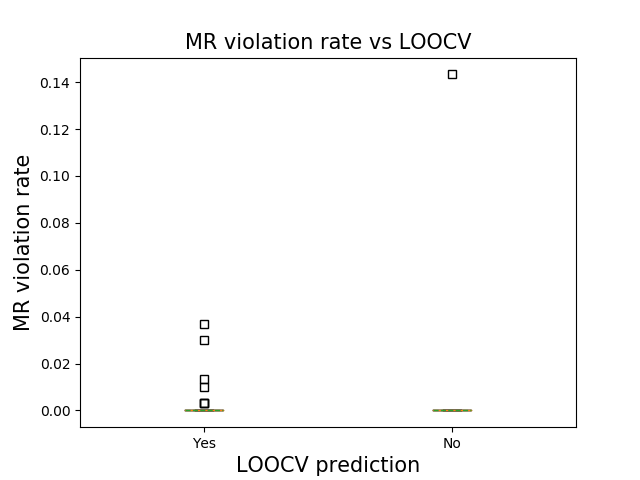 MR violation rate vs LOOCV
MR violation rate
0.14
0.12
0.10
0.08
0.06
0.04
0.02
0.00
Yes
No
LOOCV prediction